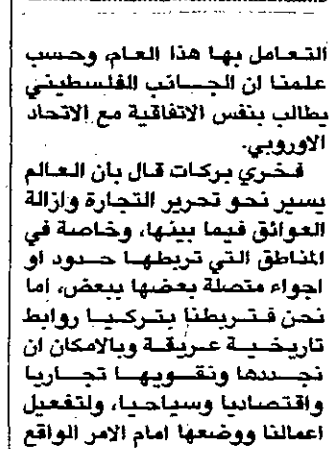 التعامل بها هذا العام، وحسب
علمنا ان الجانب الفلسطيني
يطالب بنفس الاتفاقية مع الاتحاد
الاوروبي.
فخري بركات قال بان العالم
يسير نحو تحرير التجارة وازالة
العوائق فيما بينها، وخاصة في
المناطق التي تربطها حدود او
اجواء متصلة بعضها ببعض، اما
نحن فتربطنا بتركيا روابط
تاريخية عريقة وبالامكان ان
نجددها ونقويها تجاريا
واقتصاديا وسياحيا، ولتفعيل
اعمالنا ووضعها امام الامر الواقع